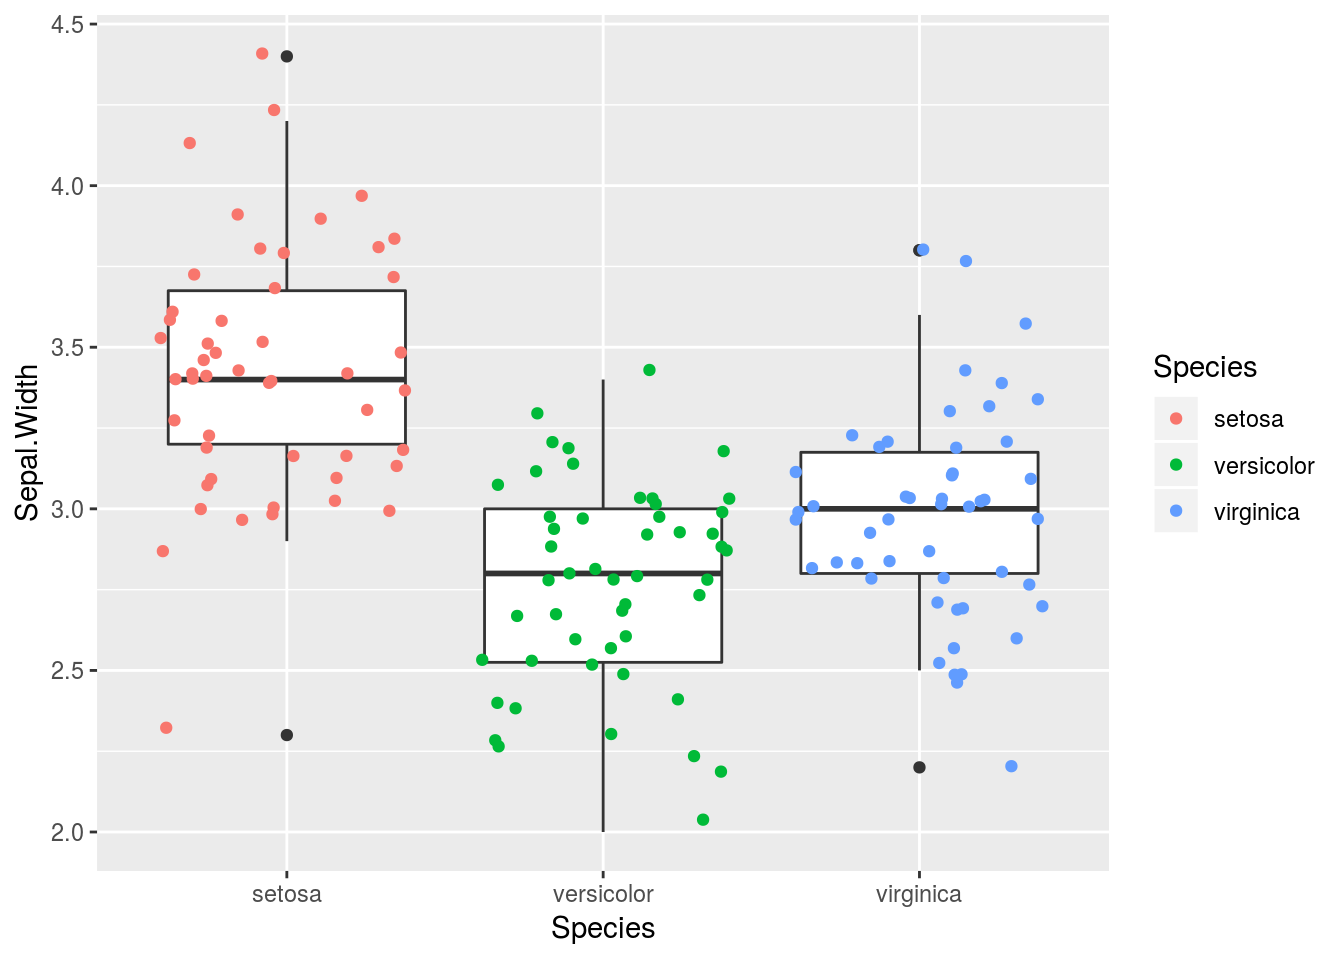 Sepal.Width
4.5
4.0
3.5
3.0
2.5
2.0
setosa versicolor virginica
Species
Species
setosa
versicolor
virginica